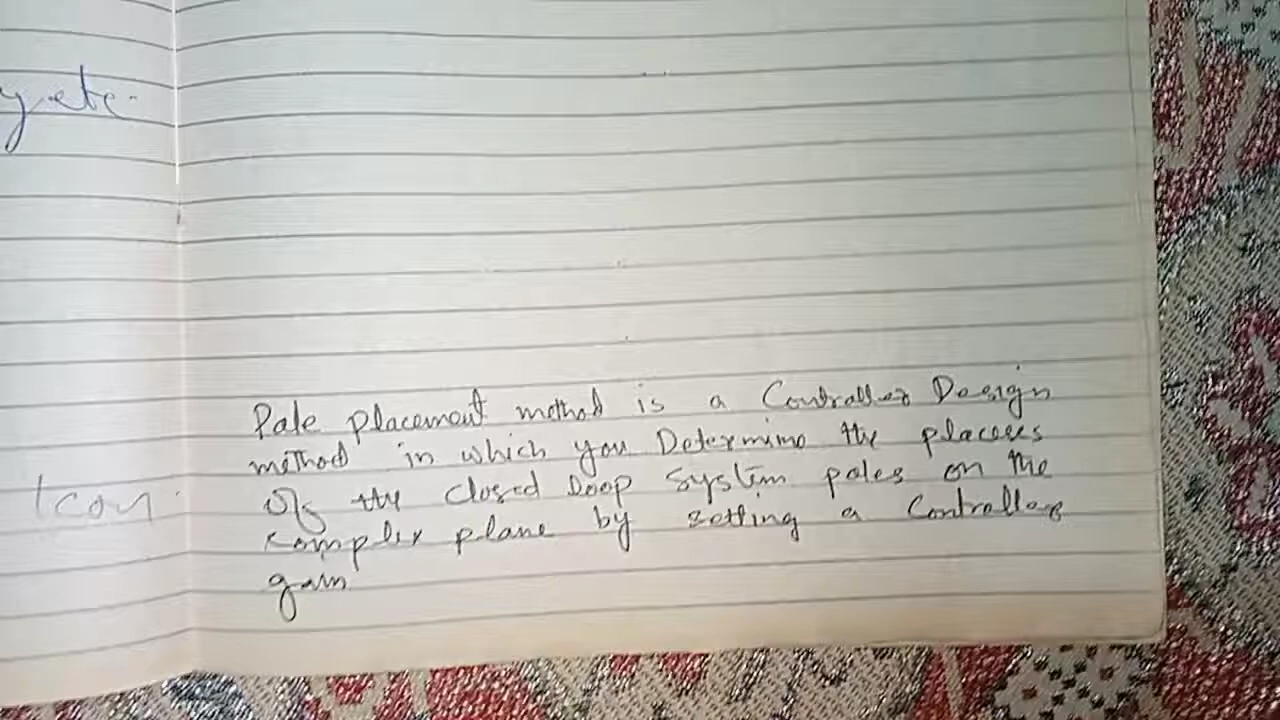 y etc.
Pole placement method is a Controller Design
method in which you Determine the places
of the closed loop system poles on the
complex plane by setting a Controller
gain